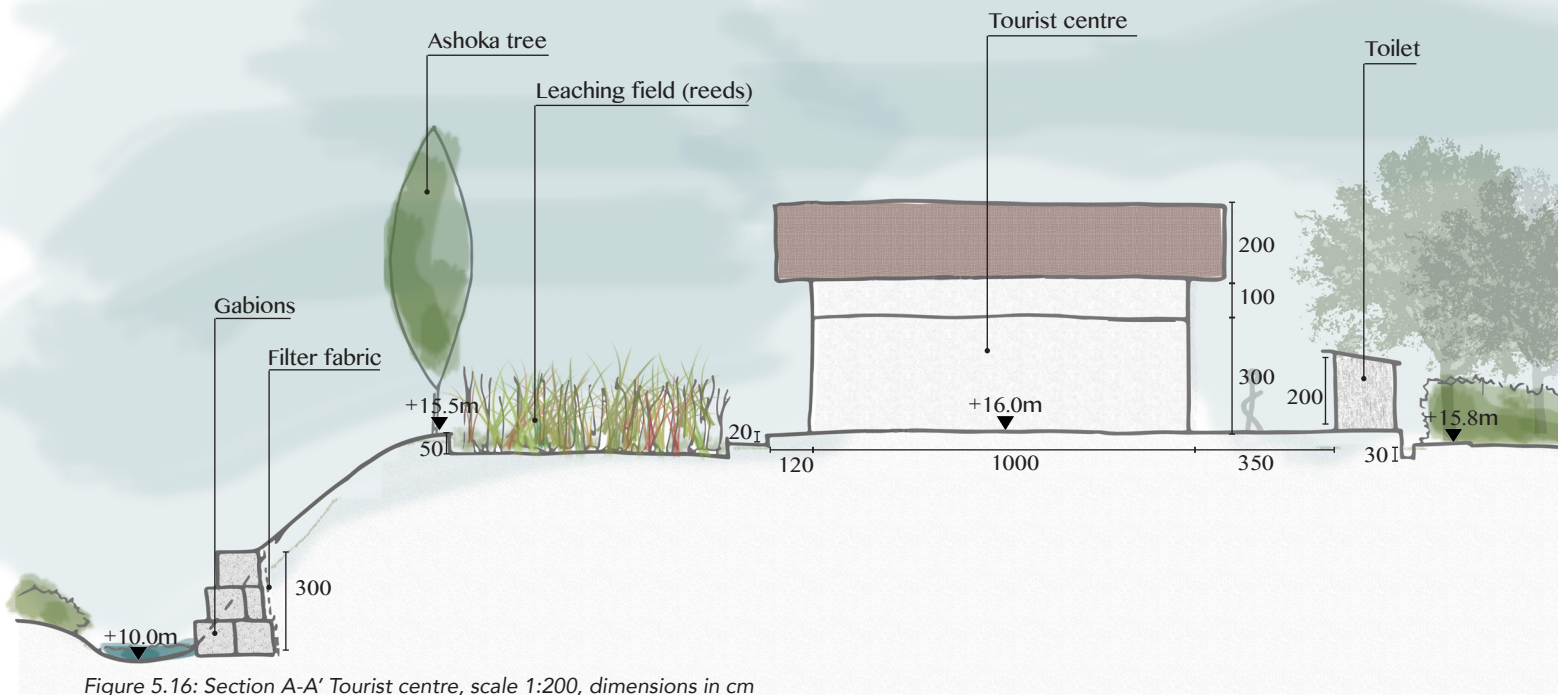 Tourist centre
Ashoka tree
Toilet
Leaching field (reeds)
200
100
Gabions
Filter fabric
300
200
+15.5m
+16.0m
+15.8m
20
50
120
1000
350
30
300
+10.0m
Figure 5.16: Section A-A' Tourist centre, scale 1:200, dimensions in cm